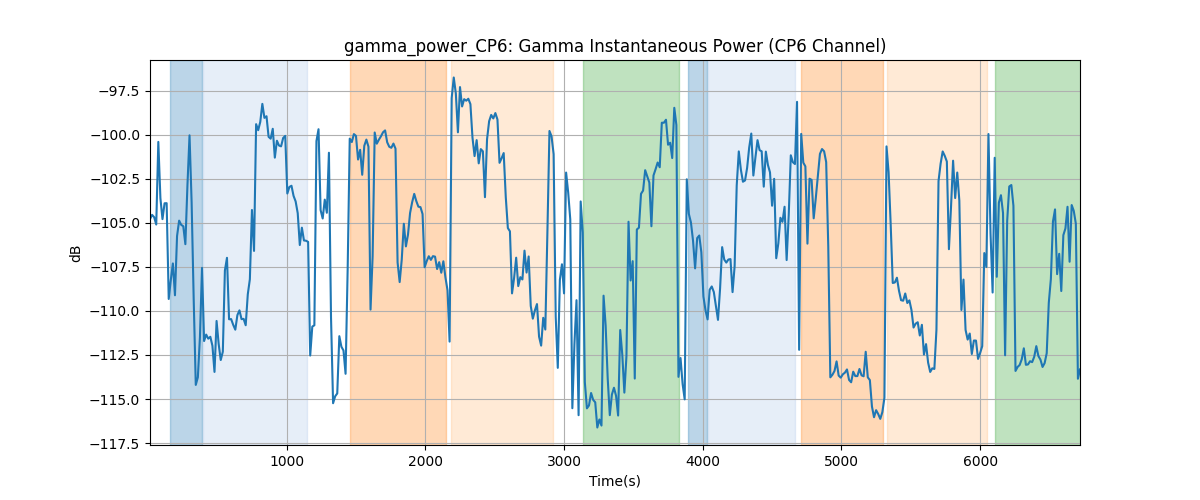 gamma_power_CP6: Gamma Instantaneous Power (CP6 Channel)
dB
−97.5
−100.0
−102.5
−105.0
−107.5
−110.0
−112.5
−115.0
−117.5
1000 2000 3000 4000 5000 6000
Time(s)